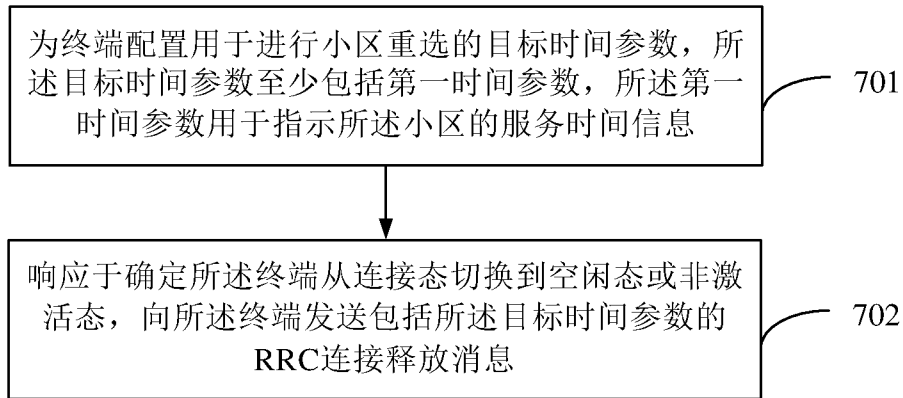 为终端配置用于进行小区重选的目标时间参数，所
述目标时间参数至少包括第一时间参数，所述第一
时间参数用于指示所述小区的服务时间信息
701
响应于确定所述终端从连接态切换到空闲态或非激
活态，向所述终端发送包括所述目标时间参数的
RRC连接释放消息
702